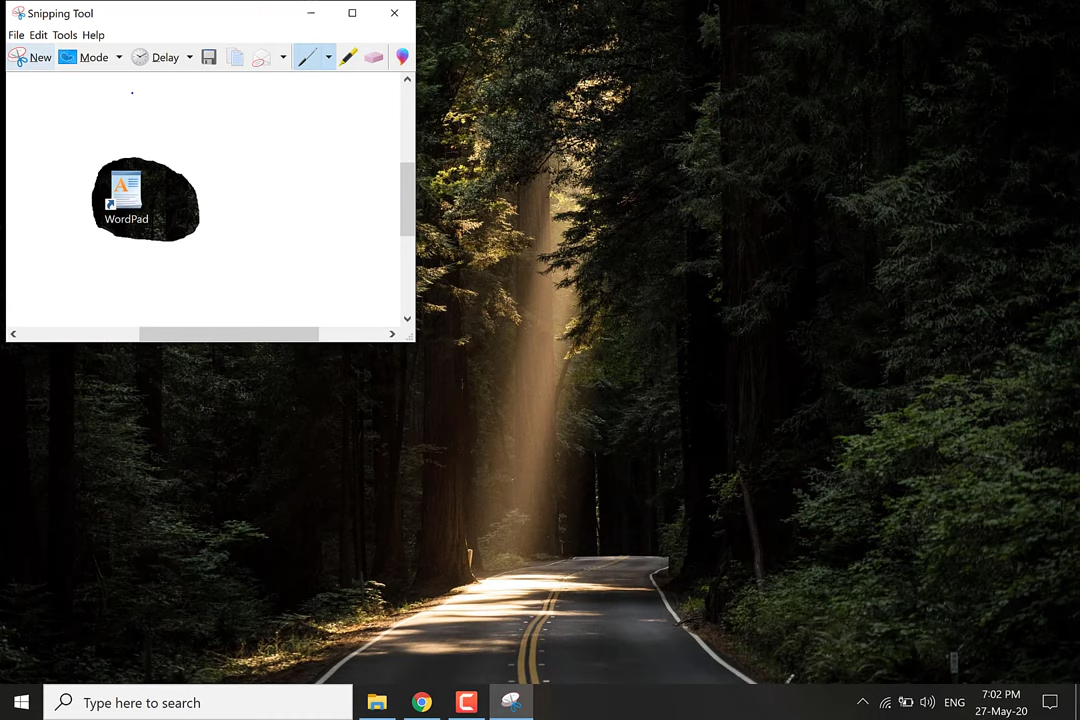 Snipping Tool
File Edit Tools Help
New Mode Delay
A
WordPad
Type here to search
C
ENG
7:02 PM
27-May-20